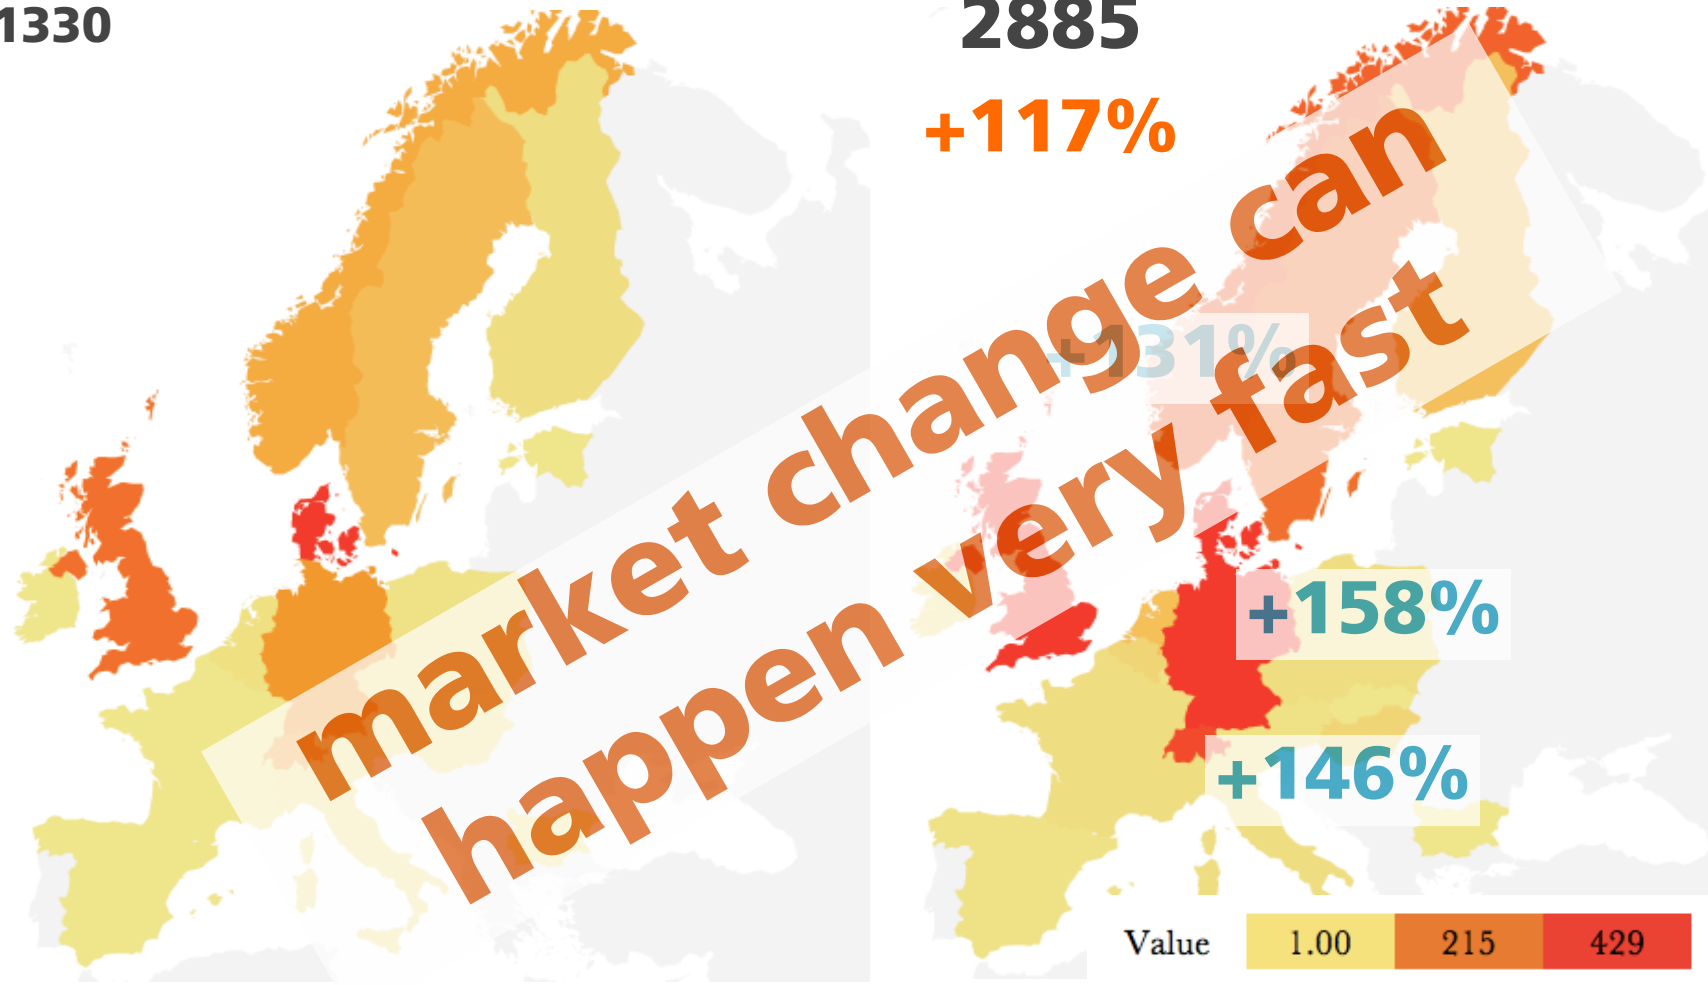 1330
2885
+117%
market change can
happen very fast
+131%
+158%
+146%
Value 1.00 215 429